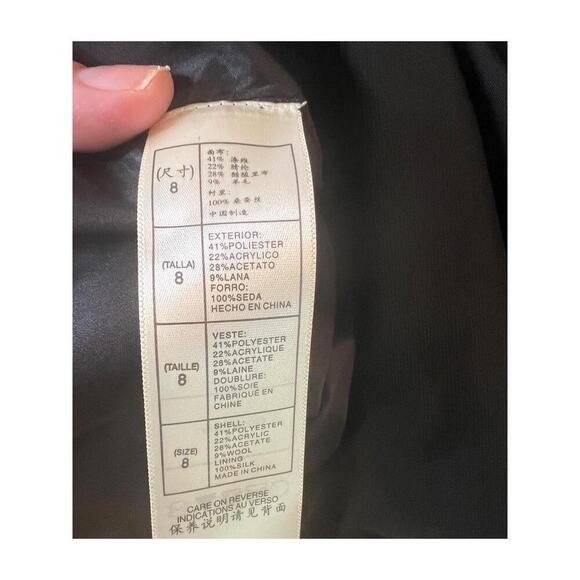 (尺寸)
8
面布:
41% 涤纶
22% 腈纶
28% 醋酸里布
9% 羊毛
衬里:
100% 桑蚕丝
中国制造
(TALLA)
8
EXTERIOR:
41%POLIESTER
22%ACRYLICO
28%ACETATO
9%LANA
FORRO:
100%SEDA
HECHO EN CHINA
(TAILLE)
8
VESTE:
41%POLYESTER
22%ACRYLIQUE
28%ACETATE
9%LAINE
DOUBLURE:
100%SOIE
FABRIQUÉ EN
CHINE
(SIZE)
8
SHELL:
41%POLYESTER
22%ACRYLIC
28%ACETATE
9%WOOL
LINING
100%SILK
MADE IN CHINA
CARE ON REVERSE
INDICATIONS AU VERSO
保养说明请见背面